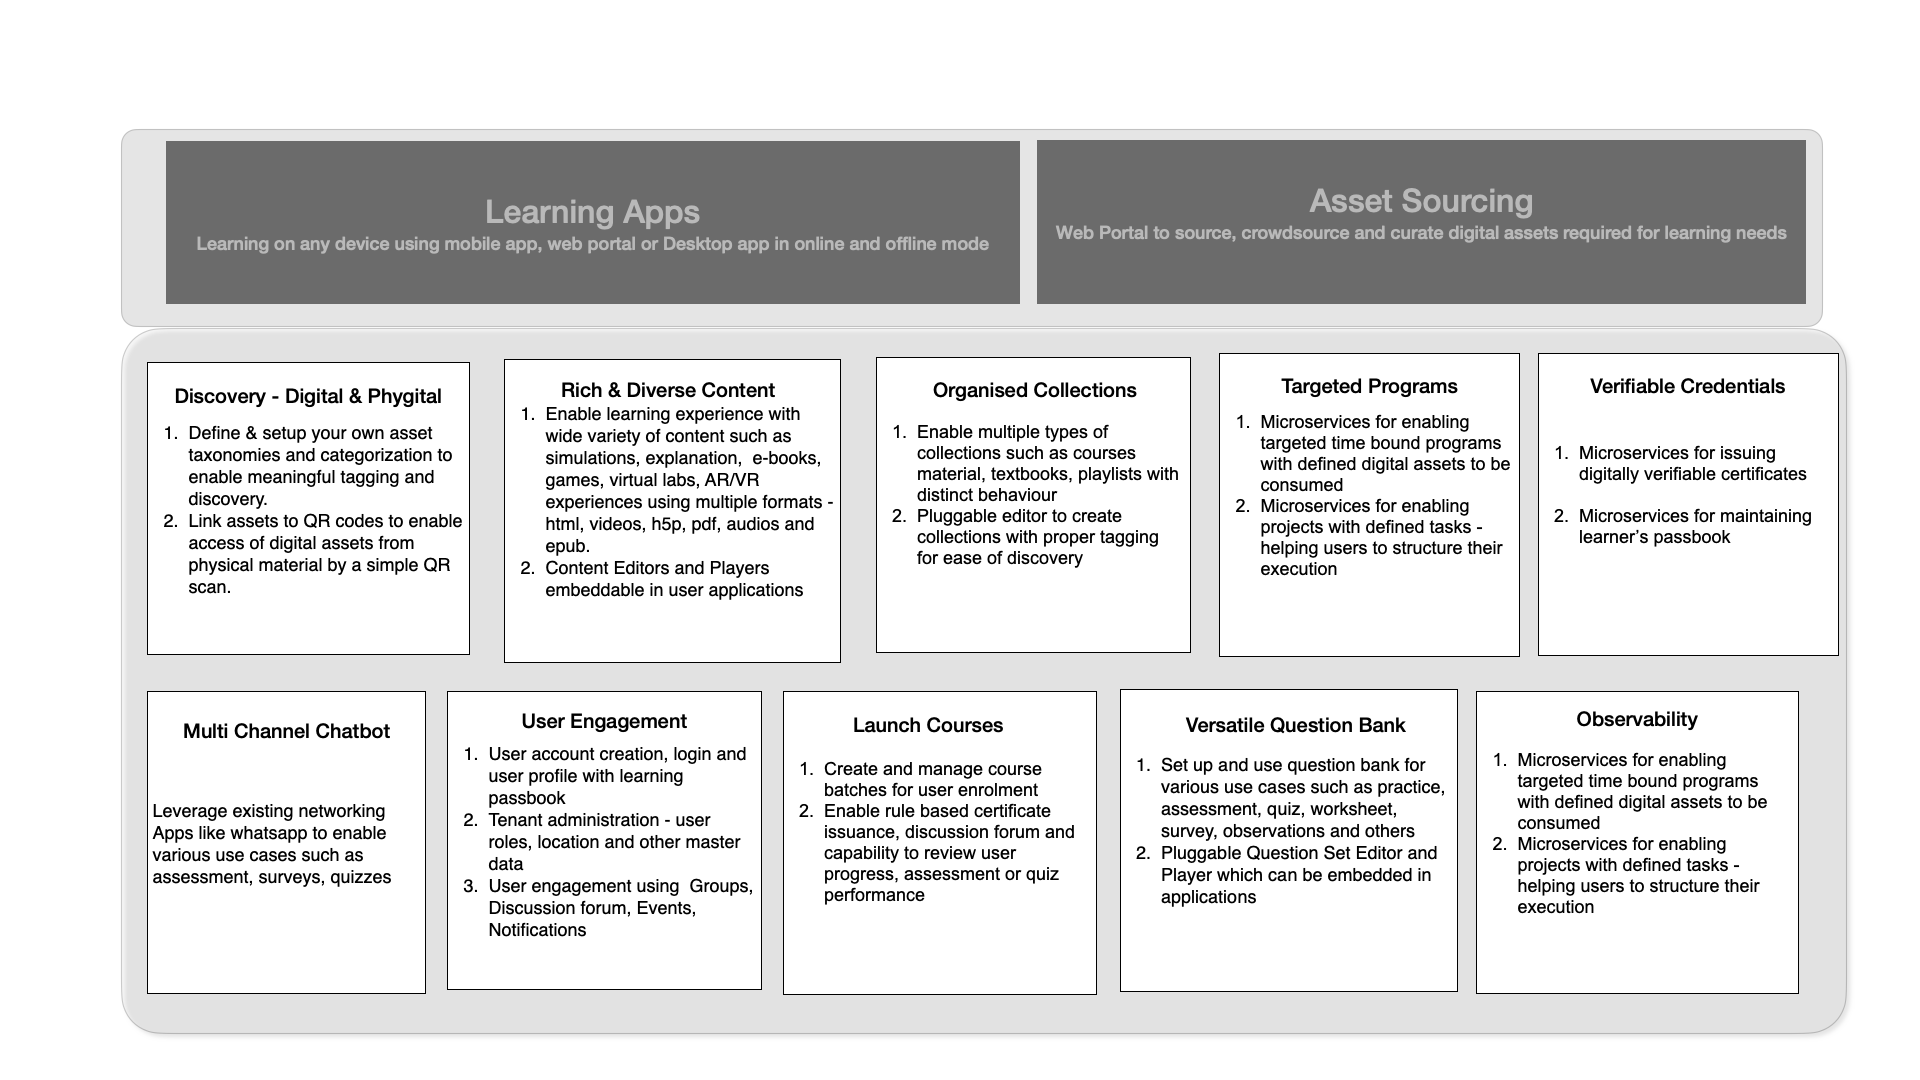 Learning Apps
Learning on any device using mobile app, web portal or Desktop app in online and offline mode
Asset Sourcing
Web Portal to source, crowdsource and curate digital assets required for learning needs
Discovery - Digital & Phygital
1. Define & setup your own asset
taxonomies and categorization to
enable meaningful tagging and
discovery.
2. Link assets to QR codes to enable
access of digital assets from
physical material by a simple QR
scan.
Rich & Diverse Content
1. Enable learning experience with
wide variety of content such as
simulations, explanation, e-books,
games, virtual labs, AR/VR
experiences using multiple formats -
html, videos, h5p, pdf, audios and
epub.
2. Content Editors and Players
embeddable in user applications
Organised Collections
1. Enable multiple types of
collections such as courses
material, textbooks, playlists with
distinct behaviour
2. Pluggable editor to create
collections with proper tagging
for ease of discovery
Targeted Programs
1. Microservices for enabling
targeted time bound programs
with defined digital assets to be
consumed
2. Microservices for enabling
projects with defined tasks -
helping users to structure their
execution
Verifiable Credentials
1. Microservices for issuing
digitally verifiable certificates
2. Microservices for maintaining
learner’s passbook
Multi Channel Chatbot
Leverage existing networking
Apps like whatsapp to enable
various use cases such as
assessment, surveys, quizzes
User Engagement
1. User account creation, login and
user profile with learning
passbook
2. Tenant administration - user
roles, location and other master
data
3. User engagement using Groups,
Discussion forum, Events,
Notifications
Launch Courses
1. Create and manage course
batches for user enrolment
2. Enable rule based certificate
issuance, discussion forum and
capability to review user
progress, assessment or quiz
performance
Versatile Question Bank
1. Set up and use question bank for
various use cases such as practice,
assessment, quiz, worksheet,
survey, observations and others
2. Pluggable Question Set Editor and
Player which can be embedded in
applications
Observability
1. Microservices for enabling
targeted time bound programs
with defined digital assets to be
consumed
2. Microservices for enabling
projects with defined tasks -
helping users to structure their
execution